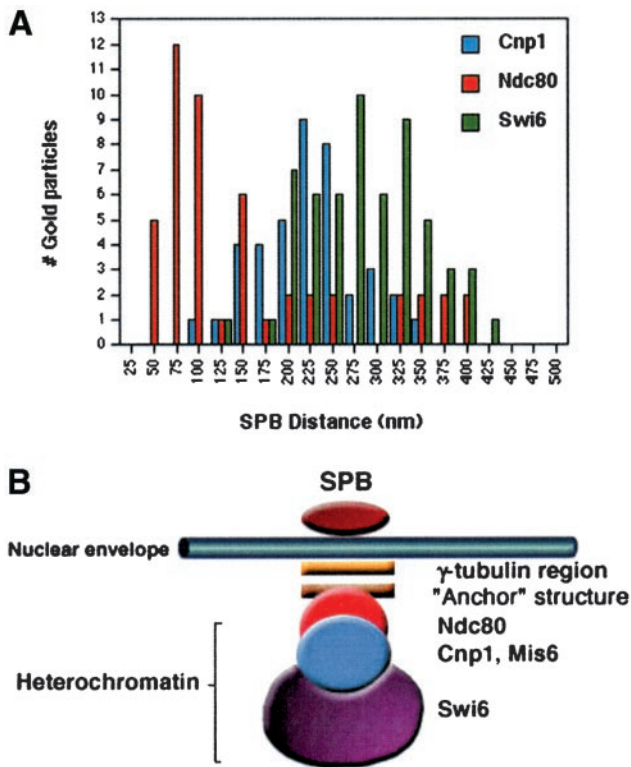 A
13
12
11
10
9
8
7
6
5
4
3
2
1
0
# Gold particles
Cnp1
Ndc80
Swi6
25 50 75 100 125 150 175 200 225 250 275 300 325 350 375 400 425 450 475 500
SPB Distance (nm)
B
SPB
Nuclear envelope
γ-tubulin region
"Anchor" structure
Ndc80
Cnp1, Mis6
Heterochromatin
Swi6